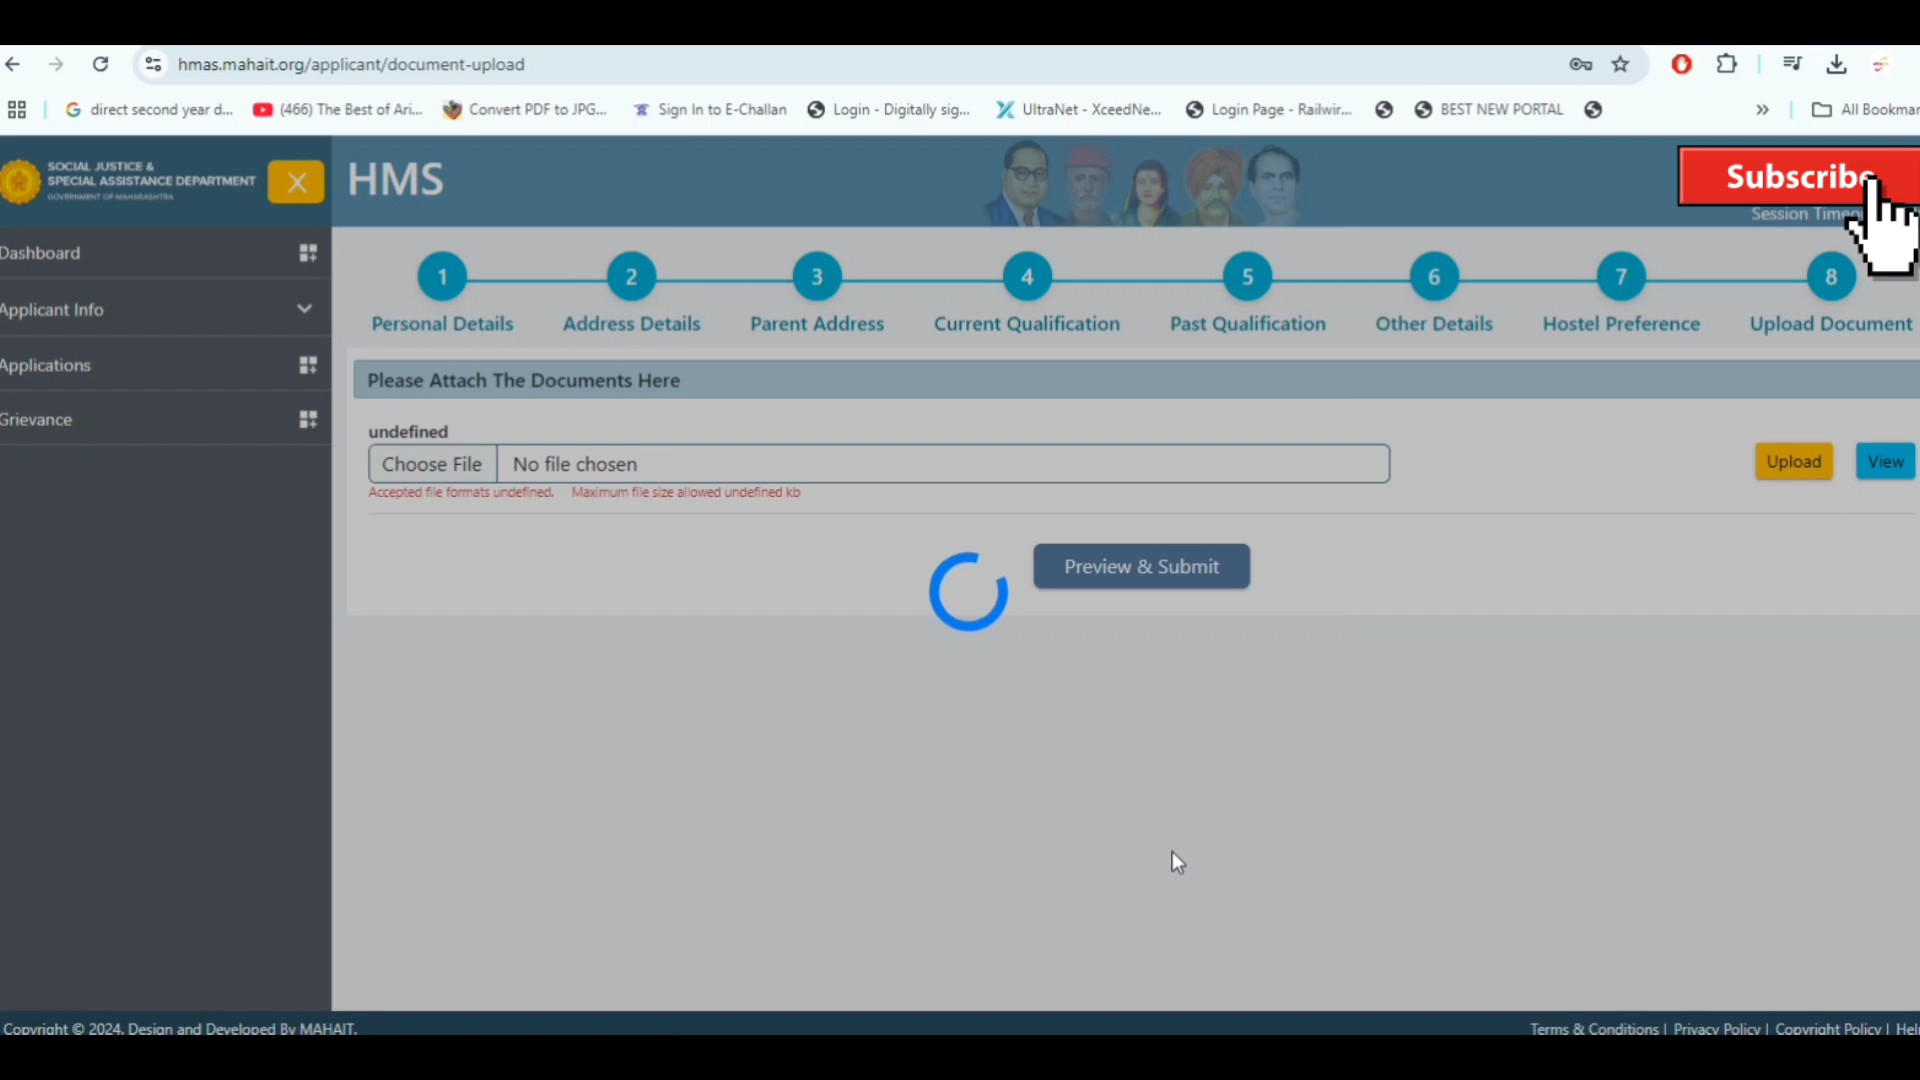 hmas.mahait.org/applicant/document-upload
direct second year d...
(466) The Best of Ari...
Convert PDF to JPG...
Sign In to E-Challan
Login - Digitally sig...
UltraNet - XceedNe...
Login Page - Railwir...
BEST NEW PORTAL
»
All Bookmar
SOCIAL JUSTICE &
SPECIAL ASSISTANCE DEPARTMENT
GOVERNMENT OF MAHARASHTRA
HMS
Subscribe
Session
Dashboard
Applicant Info
Applications
Grievance
1 2 3 4 5 6 7 8
Personal Details Address Details Parent Address Current Qualification Past Qualification Other Details Hostel Preference Upload Document
Please Attach The Documents Here
undefined
Choose File No file chosen
Upload View
Accepted file formats undefined. Maximum file size allowed undefined kb
Preview & Submit
Copyright © 2024. Design and Developed By MAHAIT.
Terms & Conditions | Privacy Policy | Copyright Policy | Hel